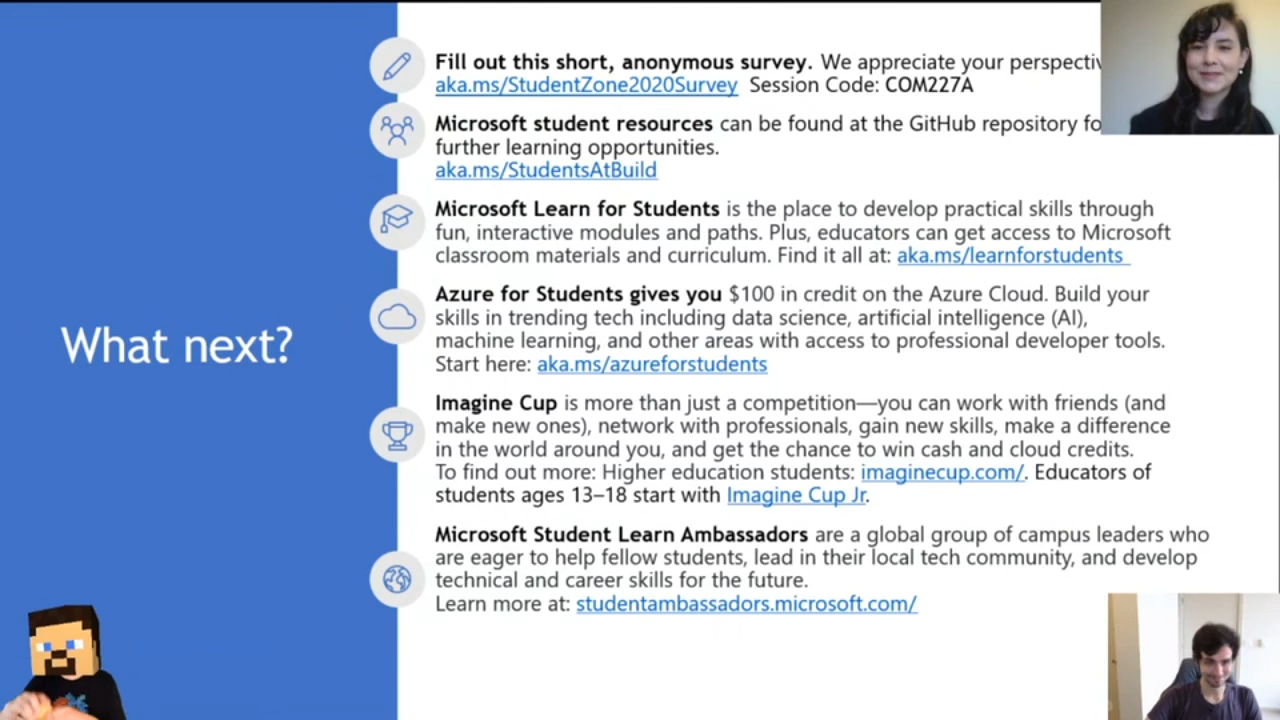 What next?
Fill out this short, anonymous survey. We appreciate your
aka.ms/StudentZone2020Survey Session Code: COM227A
Microsoft student resources can be found at the GitHub repository
further learning opportunities.
aka.ms/StudentsAtBuild
Microsoft Learn for Students is the place to develop practical skills through
fun, interactive modules and paths. Plus, educators can get access to Microsoft
classroom materials and curriculum. Find it all at: aka.ms/learnforstudents
Azure for Students gives you $100 in credit on the Azure Cloud. Build your
skills in trending tech including data science, artificial intelligence (AI),
machine learning, and other areas with access to professional developer tools.
Start here: aka.ms/azureforstudents
Imagine Cup is more than just a competition—you can work with friends (and
make new ones), network with professionals, gain new skills, make a difference
in the world around you, and get the chance to win cash and cloud credits.
To find out more: Higher education students: imaginecup.com/. Educators of
students ages 13–18 start with Imagine Cup Jr.
Microsoft Student Learn Ambassadors are a global group of campus leaders who
are eager to help fellow students, lead in their local tech community, and develop
technical and career skills for the future.
Learn more at: studentambassadors.microsoft.com/